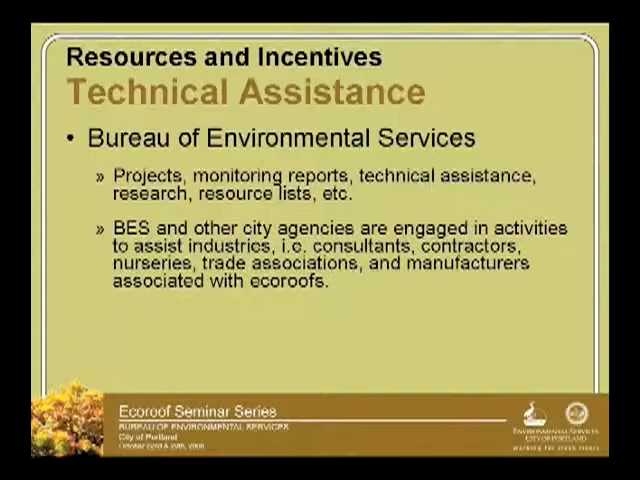 Resources and Incentives
Technical Assistance
• Bureau of Environmental Services
» Projects, monitoring reports, technical assistance,
research, resource lists, etc.
» BES and other city agencies are engaged in activities
to assist industries, i.e. consultants, contractors,
nurseries, trade associations, and manufacturers
associated with ecoroofs.
Ecoroof Seminar Series
BUREAU OF ENVIRONMENTAL SERVICES
City of Portland
ENVIRONMENTAL SERVICES
CITY OF PORTLAND